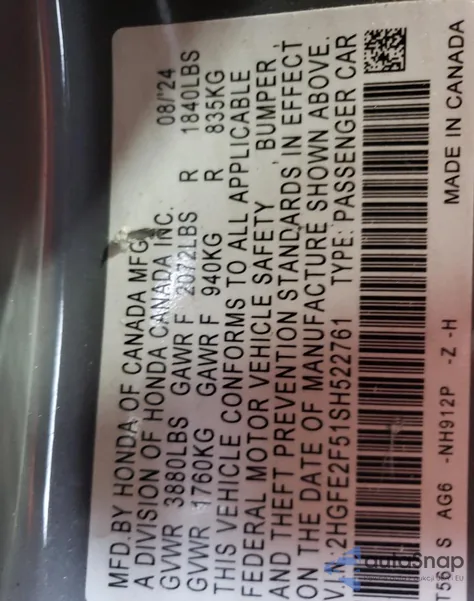 MFD.BY HONDA OF CANADA MFG. 08/'24
A DIVISION OF HONDA CANADA INC.
GVWR 3880LBS GAWR F 2072LBS R 1840LBS
GVWR 1760KG GAWR F 940KG R 835KG
THIS VEHICLE CONFORMS TO ALL APPLICABLE
FEDERAL MOTOR VEHICLE SAFETY, BUMPER,
AND THEFT PREVENTION STANDARDS IN EFFECT
ON THE DATE OF MANUFACTURE SHOWN ABOVE.
V.I.N.: 2HGFE2F51SH522761 TYPE: PASSENGER CAR
T56 S AG6 -NH912P -Z -H MADE IN CANADA
autoSnap